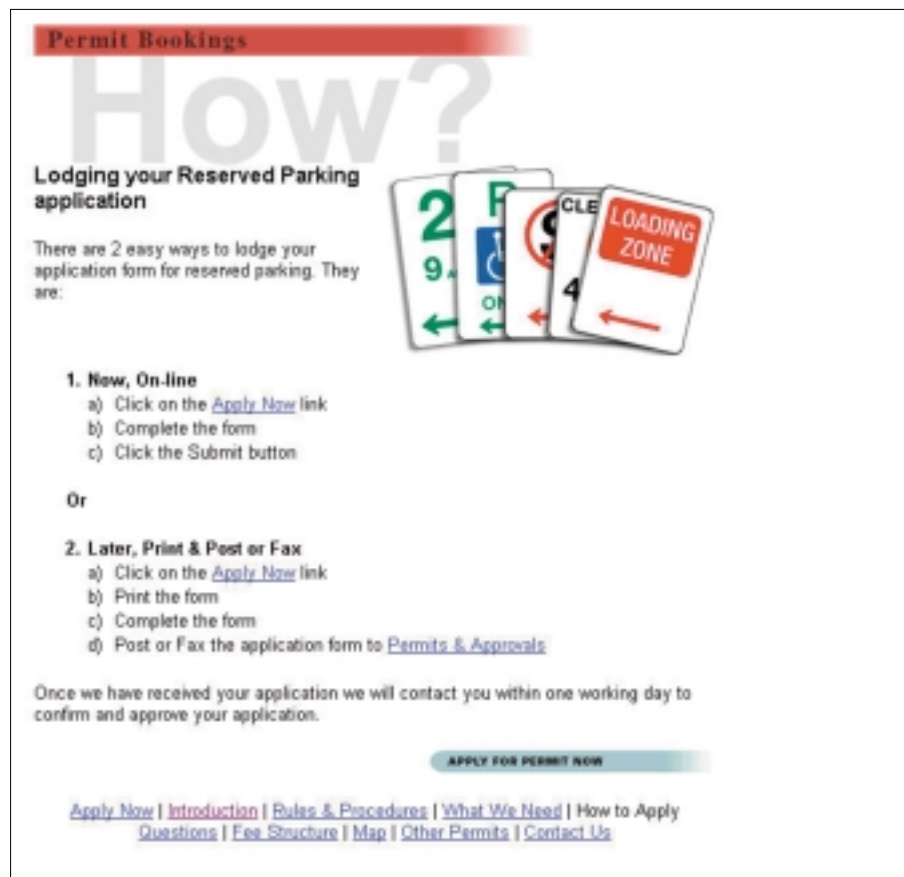 Permit Bookings
How?
Lodging your Reserved Parking
application
There are 2 easy ways to lodge your
application form for reserved parking. They
are:
2
9
P
ON
CLE
4
LOADING
ZONE
1. Now, On-line
a) Click on the Apply Now link
b) Complete the form
c) Click the Submit button
Or
2. Later, Print & Post or Fax
a) Click on the Apply Now link
b) Print the form
c) Complete the form
d) Post or Fax the application form to Permits & Approvals
Once we have received your application we will contact you within one working day to
confirm and approve your application.
APPLY FOR PERMIT NOW
Apply Now | Introduction | Rules & Procedures | What We Need | How to Apply
Questions | Fee Structure | Map | Other Permits | Contact Us